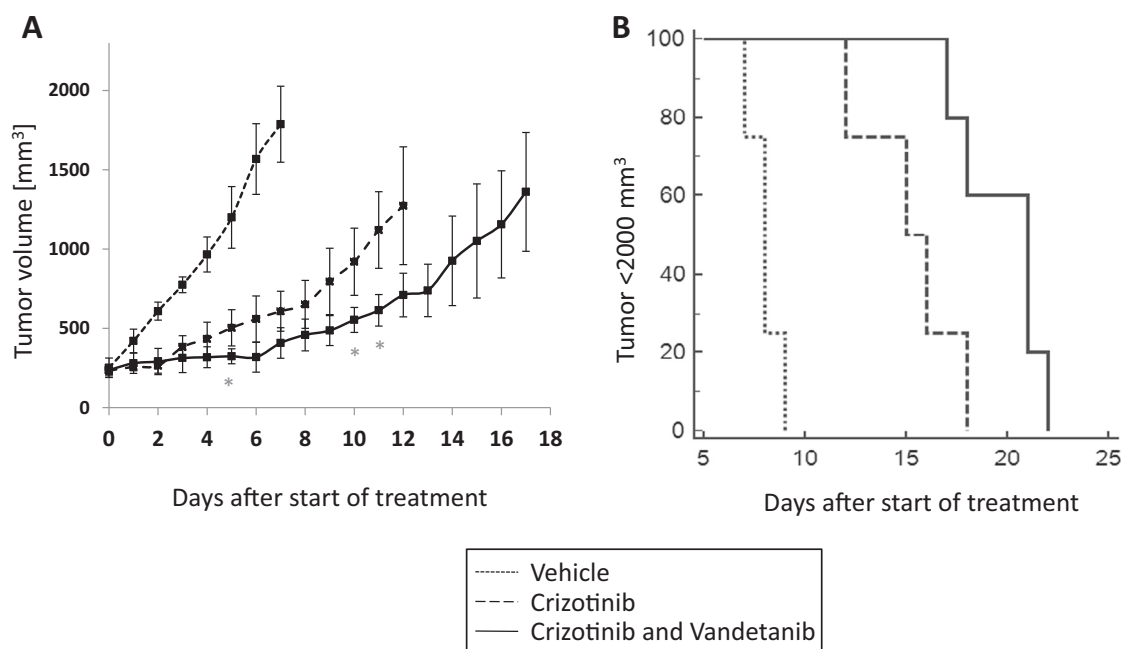 A
Tumor volume [mm³]
2000
1500
1000
500
0
*
*
*
0 2 4 6 8 10 12 14 16 18
Days after start of treatment
B
Tumor <2000 mm³
100
80
60
40
20
0
5 10 15 20 25
Days after start of treatment
Vehicle
Crizotinib
Crizotinib and Vandetanib